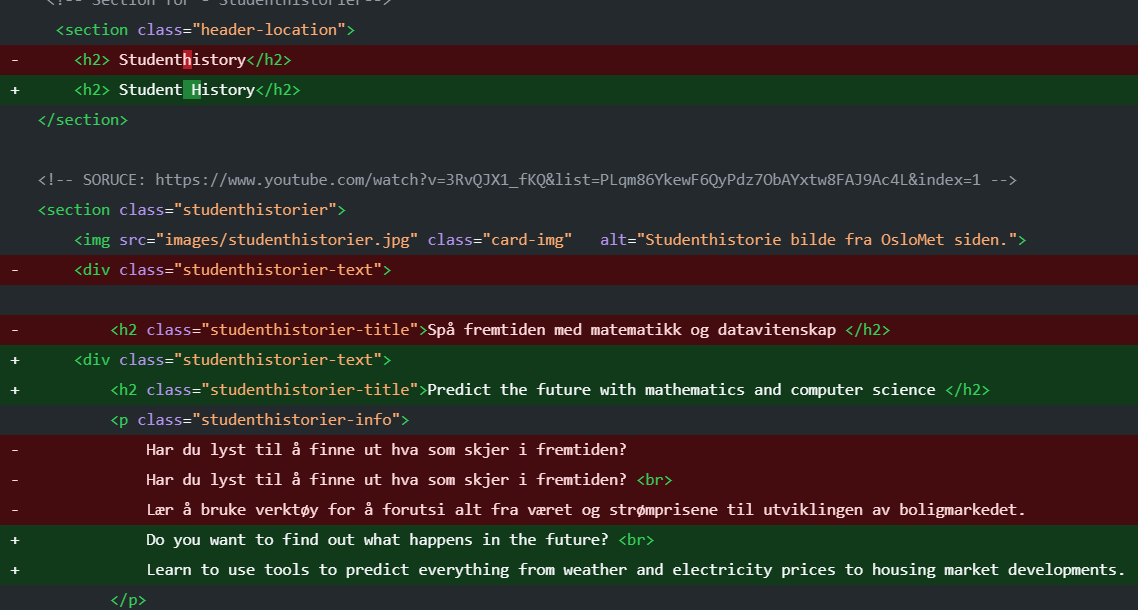 <!-- Section for - Studenthistorier-->
<section class="header-location">
- <h2> Studenthistory</h2>
+ <h2> Student History</h2>
</section>
<!-- SORUCE: https://www.youtube.com/watch?v=3RvQJX1_fKQ&list=PLqm86YkewF6QyPdz7ObAYxtw8FAJ9Ac4L&index=1 -->
<section class="studenthistorier">
<img src="images/studenthistorier.jpg" class="card-img"   alt="Studenthistorie bilde fra OsloMet siden.">
- <div class="studenthistorier-text">
- <h2 class="studenthistorier-title">Spå fremtiden med matematikk og datavitenskap </h2>
+ <div class="studenthistorier-text">
+ <h2 class="studenthistorier-title">Predict the future with mathematics and computer science </h2>
<p class="studenthistorier-info">
- Har du lyst til å finne ut hva som skjer i fremtiden?
- Har du lyst til å finne ut hva som skjer i fremtiden? <br>
- Lær å bruke verktøy for å forutsi alt fra været og strømprisene til utviklingen av boligmarkedet.
+ Do you want to find out what happens in the future? <br>
+ Learn to use tools to predict everything from weather and electricity prices to housing market developments.
</p>